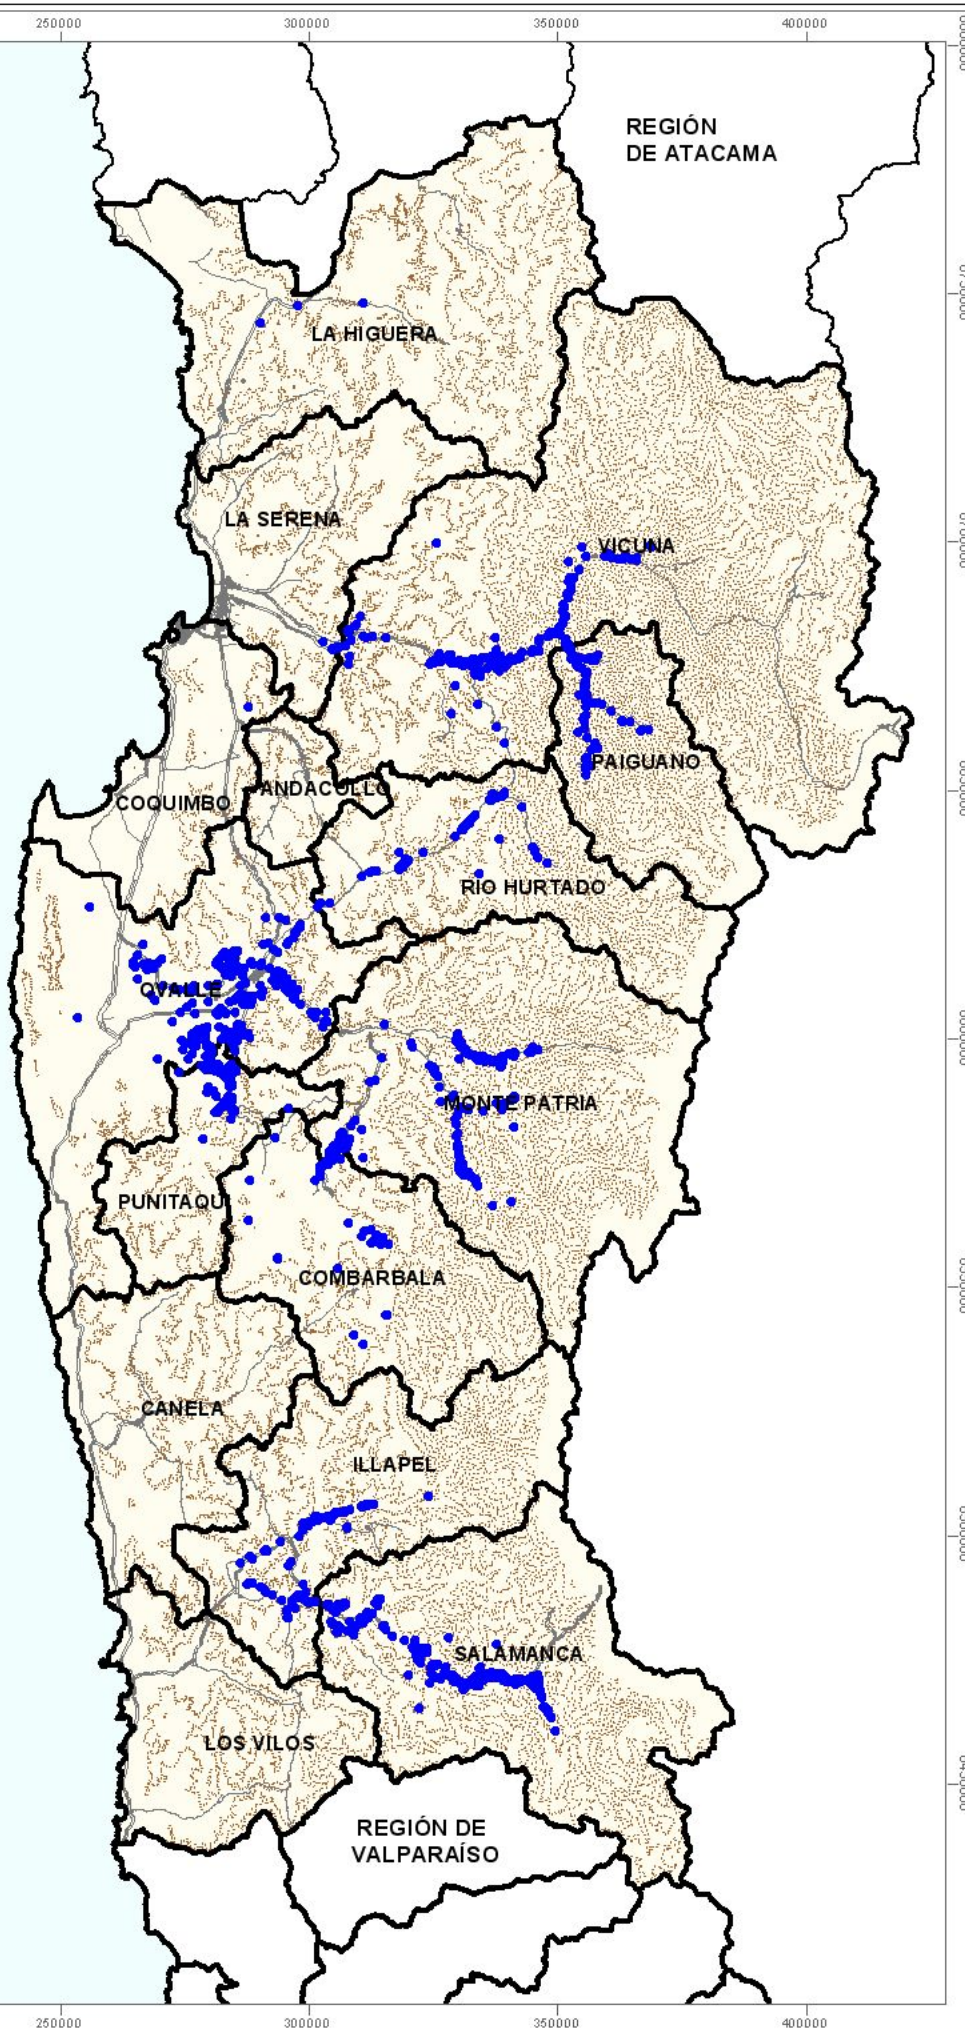 250000 300000 350000 400000
REGIÓN
DE ATACAMA
LA HIGUERA
LA SERENA
VICUNA
PAIGUANO
ANDACOLLO
COQUIMBO
RIO HURTADO
OVALLE
MONTE PATRIA
PUNITAQUI
COMBARBALA
CANELA
ILLAPEL
SALAMANCA
LOS VILOS
REGIÓN DE
VALPARAÍSO
250000 300000 350000 400000